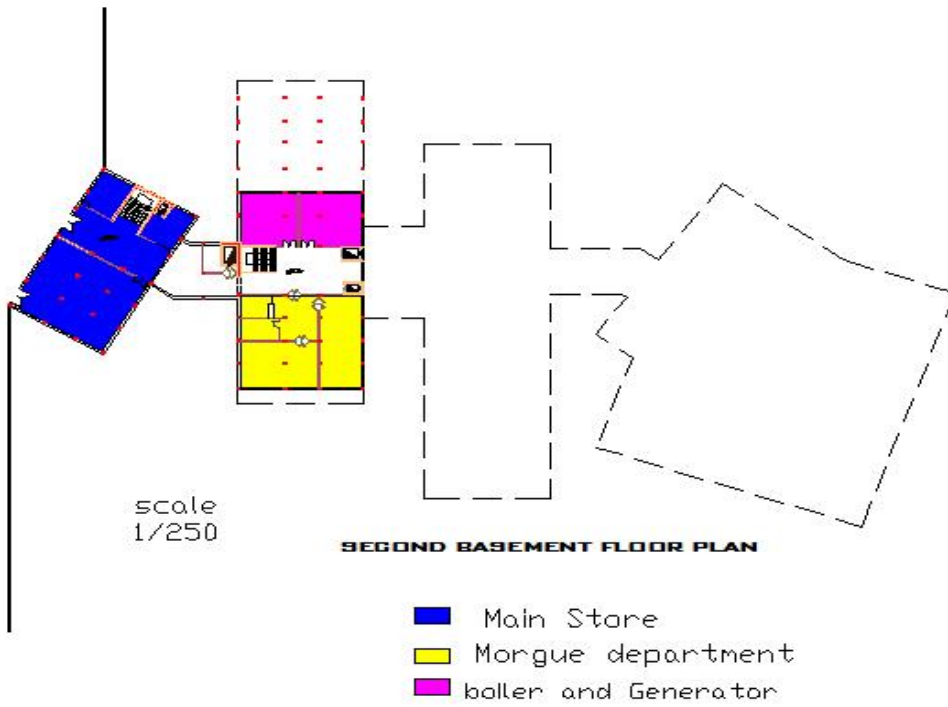 scale
1/250
SECOND BASEMENT FLOOR PLAN
Main Store
Morgue department
boiler and Generator